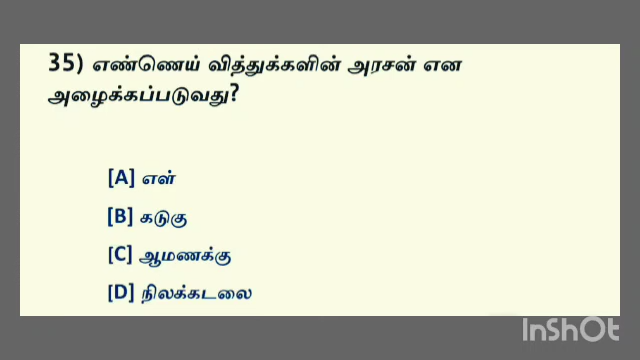 35) எண்ணெய் வித்துக்களின் அரசன் என
அழைக்கப்படுவது?
[A] எள்
[B] கடுகு
[C] ஆமணக்கு
[D] நிலக்கடலை
InShOt